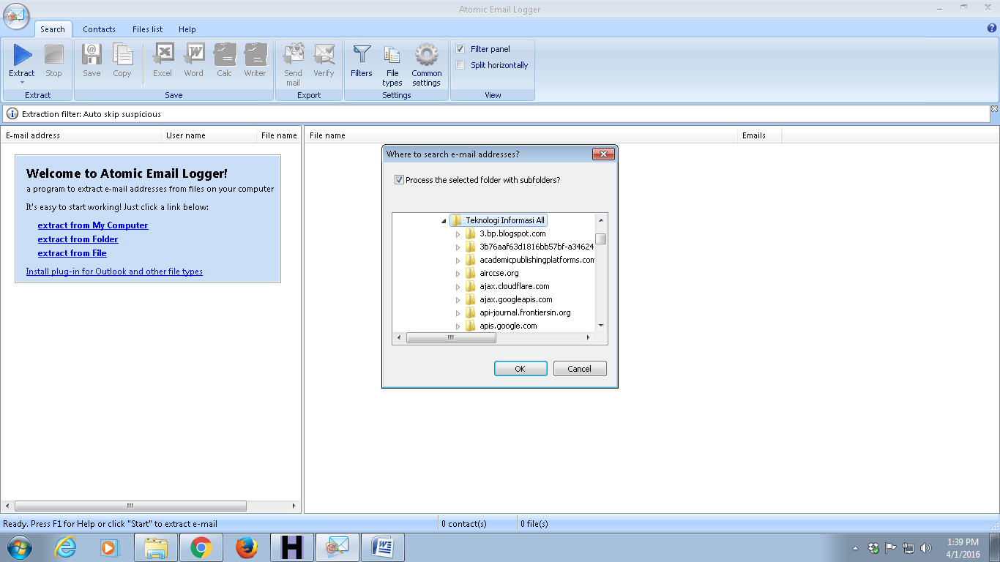 Atomic Email Logger
Search Contacts Files list Help
Extract Stop Save Copy Excel Word Calc Writer Send mail Verify Filters File types Common settings
Filter panel
Split horizontally
Extract Save Export Settings View
Extraction filter: Auto skip suspicious
E-mail address User name File name File name Emails
Welcome to Atomic Email Logger!
a program to extract e-mail addresses from files on your computer
It's easy to start working! Just click a link below:
extract from My Computer
extract from Folder
extract from File
Install plug-in for Outlook and other file types
Where to search e-mail addresses?
Process the selected folder with subfolders?
Teknologi Informasi All
3.bp.blogspot.com
3b76aaf63d1816bb57bf-a34624
academicpublishingplatforms.com
airccse.org
ajax.cloudflare.com
ajax.googleapis.com
api-journal.frontiersin.org
apis.google.com
OK Cancel
Ready. Press F1 for Help or click "Start" to extract e-mail 0 contact(s) 0 file(s)
1:39 PM
4/1/2016